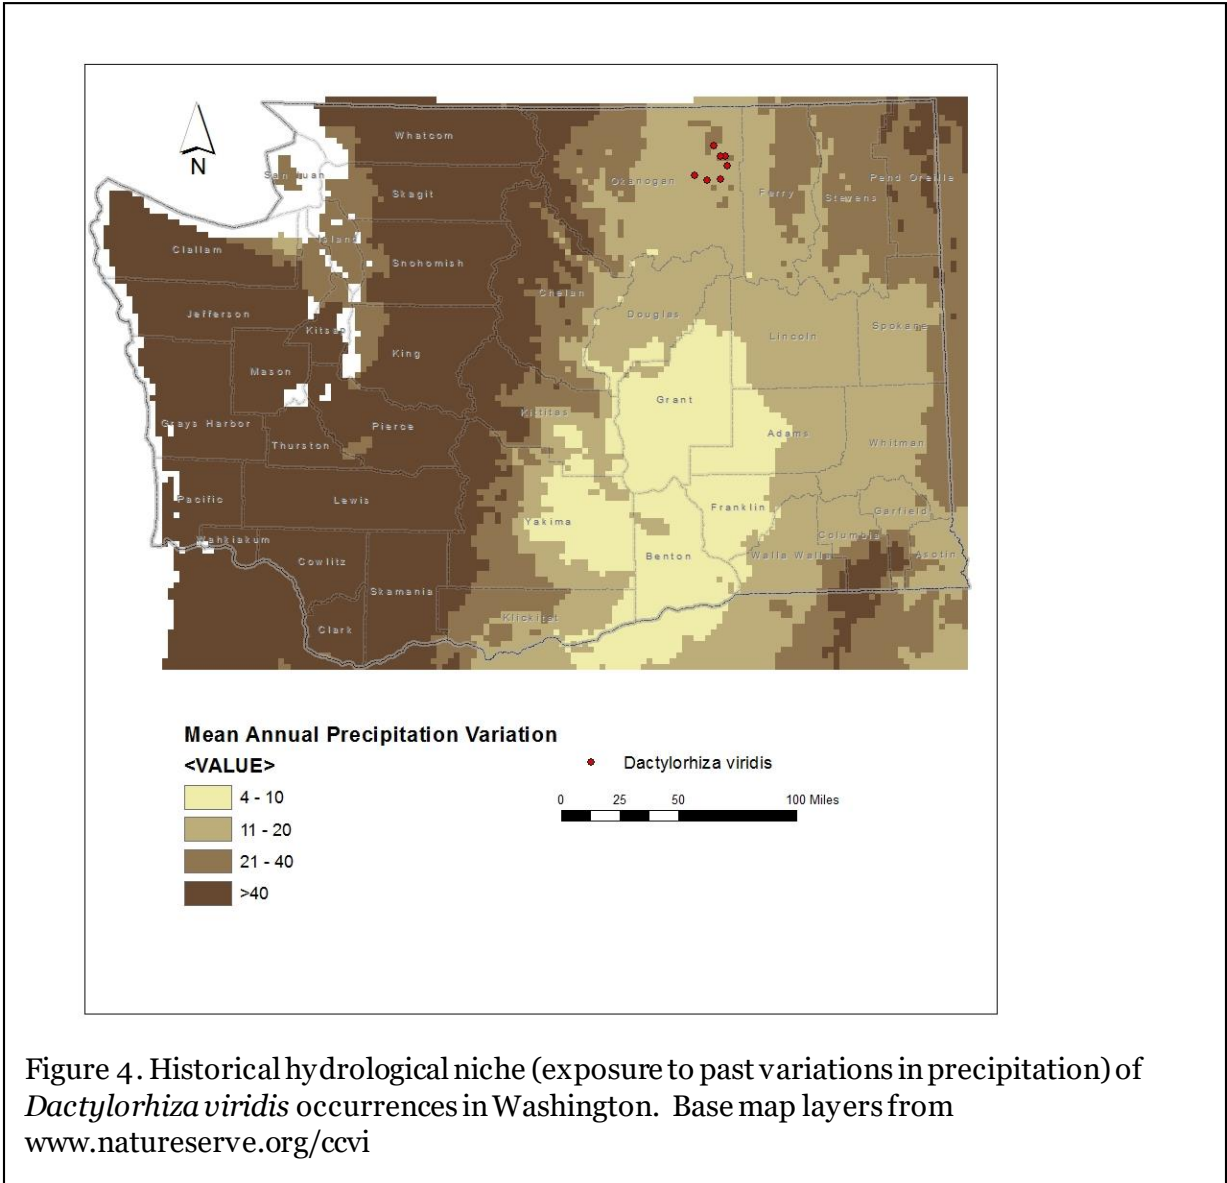 N
Whatcom
San Juan
Skagit
Okanogan
Ferry
Pend Oreille
Stevens
Clallam
Island
Snohomish
Chelan
Jefferson
Douglas
Kitsap
Lincoln
Spokane
King
Mason
Grant
Kittitas
Grays Harbor
Pierce
Thurston
Adams
Whitman
Pacific
Lewis
Yakima
Franklin
Garfield
Wahkiakum
Columbia
Cowlitz
Benton
Walla Walla
Asotin
Skamania
Klickitat
Clark
Mean Annual Precipitation Variation
<VALUE>
4 - 10
11 - 20
21 - 40
>40
Dactylorhiza viridis
0 25 50 100 Miles
Figure 4. Historical hydrological niche (exposure to past variations in precipitation) of
Dactylorhiza viridis occurrences in Washington. Base map layers from
www.natureserve.org/ccvi